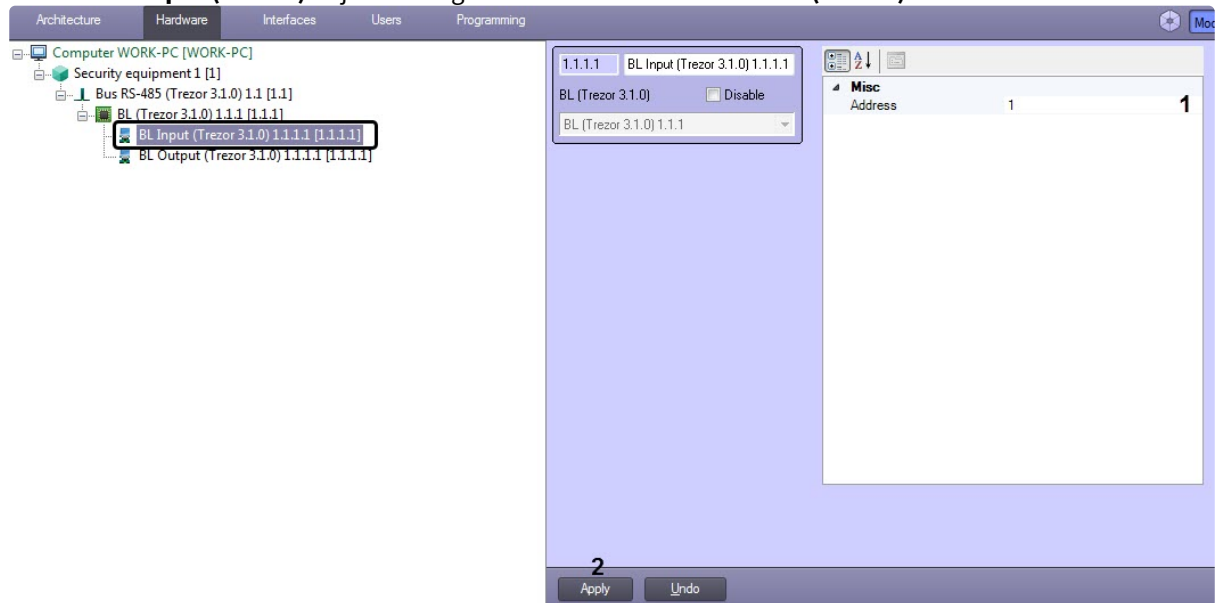 Architecture Hardware Interfaces Users Programming
Computer WORK-PC [WORK-PC]
Security equipment 1 [1]
Bus RS-485 (Trezor 3.1.0) 1.1 [1.1]
BL (Trezor 3.1.0) 1.1.1 [1.1.1]
BL Input (Trezor 3.1.0) 1.1.1.1 [1.1.1.1]
BL Output (Trezor 3.1.0) 1.1.1.1 [1.1.1.1]
1.1.1.1 BL Input (Trezor 3.1.0) 1.1.1.1
BL (Trezor 3.1.0) Disable
BL (Trezor 3.1.0) 1.1.1
Misc
Address 1 1
2
Apply Undo